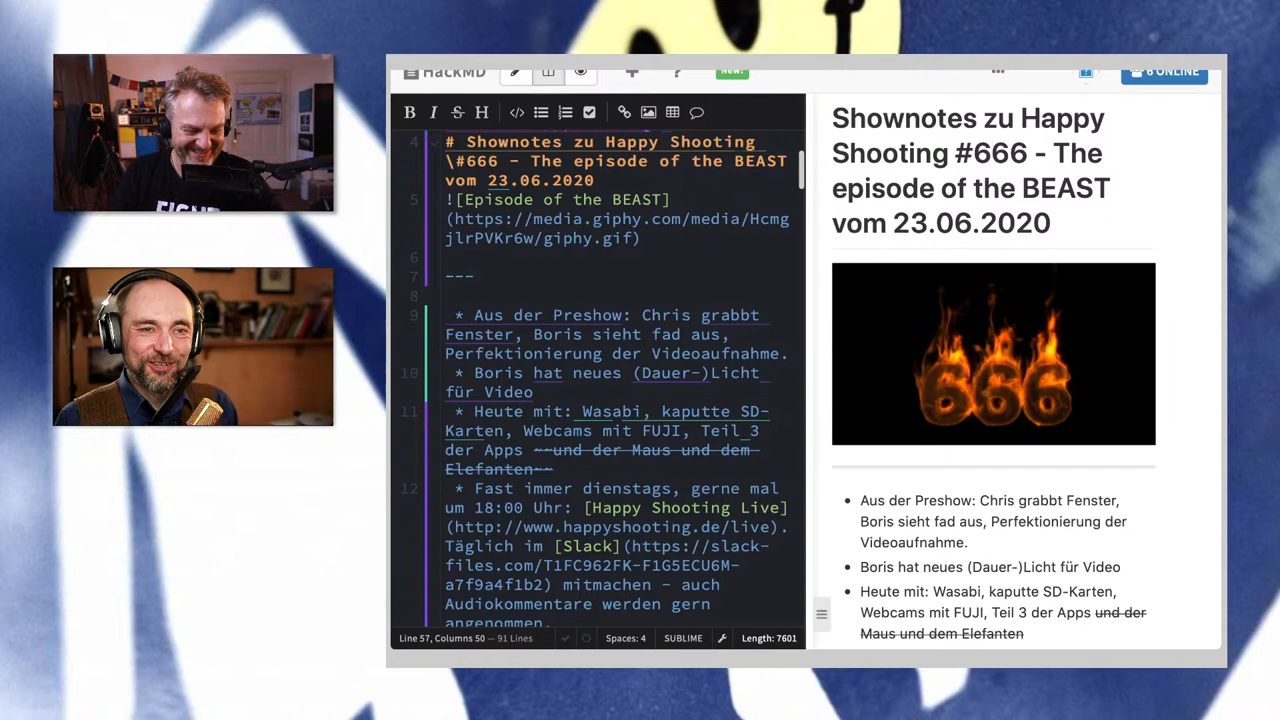 HackMD
New!
6 ONLINE
B I S H
4 # Shownotes zu Happy Shooting
\#666 - The episode of the BEAST
vom 23.06.2020
5 ![Episode of the BEAST]
(https://media.giphy.com/media/Hcmg
jlrPVKr6w/giphy.gif)
6
7 ---
8
9 * Aus der Preshow: Chris grabbt
Fenster, Boris sieht fad aus,
Perfektionierung der Videoaufnahme.
10 * Boris hat neues (Dauer-)Licht
für Video
11 * Heute mit: Wasabi, kaputte SD-
Karten, Webcams mit FUJI, Teil 3
der Apps ~~und der Maus und dem
Elefanten~~
12 * Fast immer dienstags, gerne mal
um 18:00 Uhr: [Happy Shooting Live]
(http://www.happyshooting.de/live).
Täglich im [Slack](https://slack-
files.com/T1FC962FK-F1G5ECU6M-
a7f9a4f1b2) mitmachen – auch
Audiokommentare werden gern
angenommen.
Line 57, Columns 50 — 91 Lines
Spaces: 4
SUBLIME
Length: 7601
Shownotes zu Happy
Shooting #666 - The
episode of the BEAST
vom 23.06.2020
666
Aus der Preshow: Chris grabbt Fenster,
Boris sieht fad aus, Perfektionierung der
Videoaufnahme.
Boris hat neues (Dauer-)Licht für Video
Heute mit: Wasabi, kaputte SD-Karten,
Webcams mit FUJI, Teil 3 der Apps und der
Maus und dem Elefanten